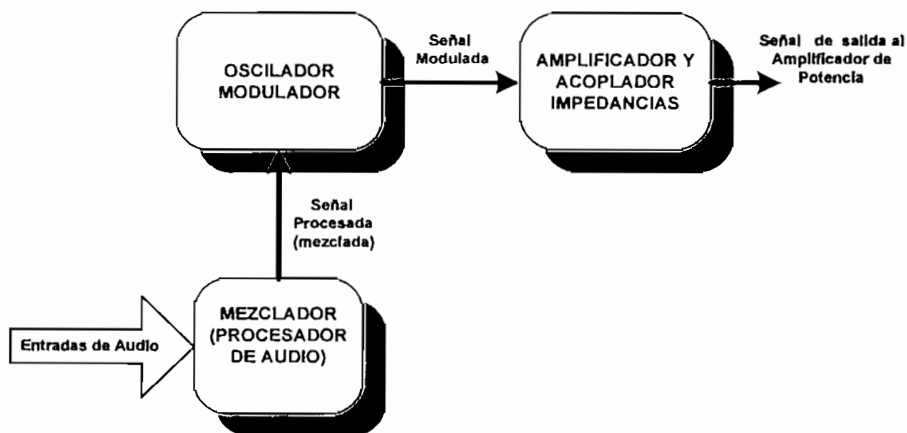 OSCILADOR
MODULADOR
Señal
Modulada
AMPLIFICADOR Y
ACOPLADOR
IMPEDANCIAS
Señal de salida al
Amplificador de
Potencia
Señal
Procesada
(mezclada)
Entradas de Audio
MEZCLADOR
(PROCESADOR
DE AUDIO)